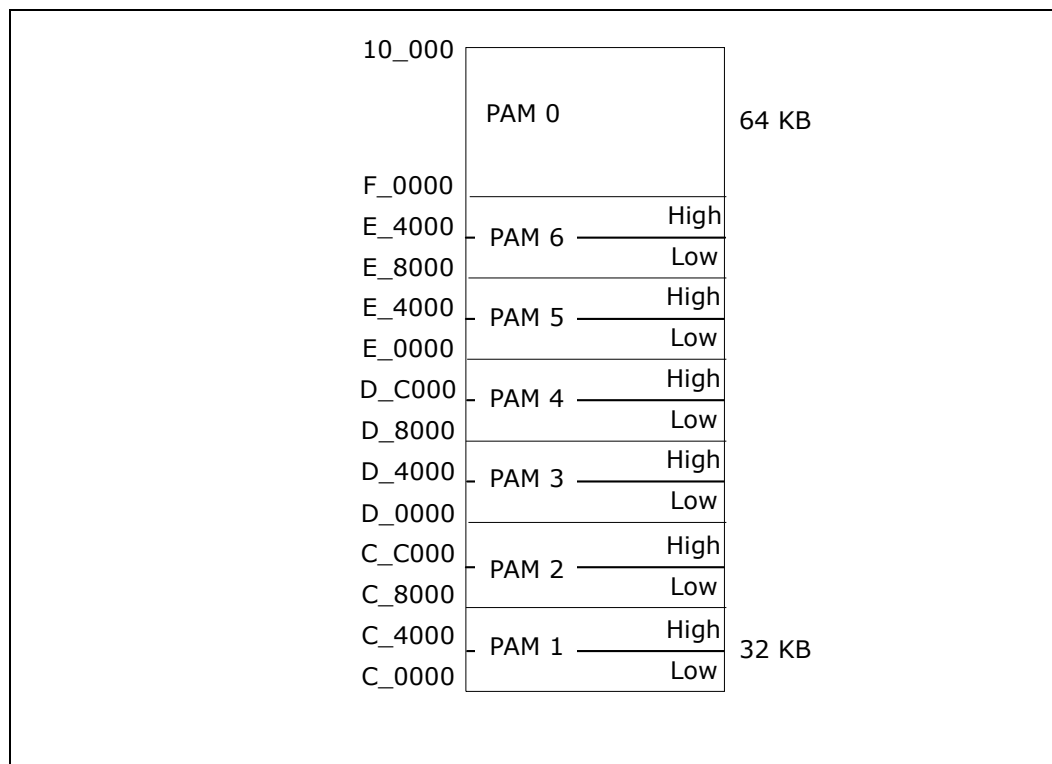 10_000
PAM 0
64 KB
F_0000
High
E_4000
PAM 6
Low
E_8000
High
E_4000
PAM 5
Low
E_0000
High
D_C000
PAM 4
Low
D_8000
High
D_4000
PAM 3
Low
D_0000
High
C_C000
PAM 2
Low
C_8000
High
C_4000
PAM 1
32 KB
Low
C_0000